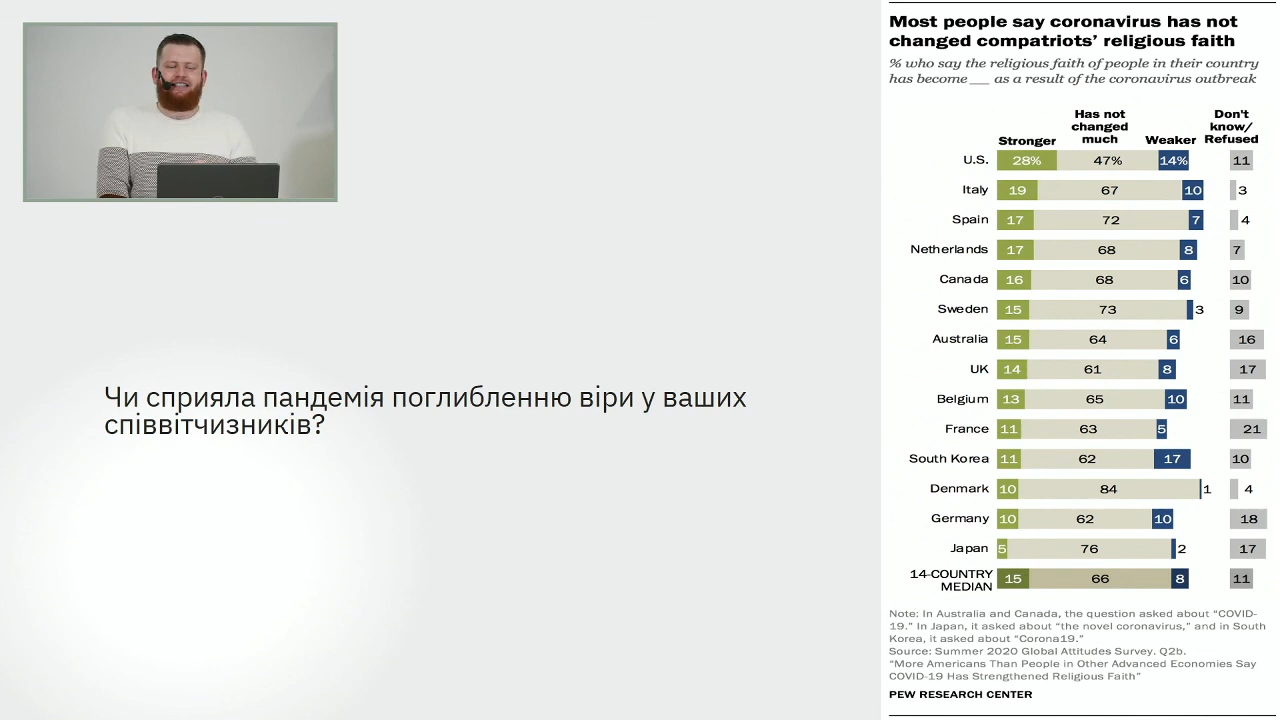 Чи сприяла пандемія поглибленню віри у ваших
співвітчизників?
Most people say coronavirus has not
changed compatriots’ religious faith
% who say the religious faith of people in their country
has become ___ as a result of the coronavirus outbreak
Stronger Has not changed much Weaker Don't know/ Refused
U.S. 28% 47% 14% 11
Italy 19 67 10 3
Spain 17 72 7 4
Netherlands 17 68 8 7
Canada 16 68 6 10
Sweden 15 73 3 9
Australia 15 64 6 16
UK 14 61 8 17
Belgium 13 65 10 11
France 11 63 5 21
South Korea 11 62 17 10
Denmark 10 84 1 4
Germany 10 62 10 18
Japan 5 76 2 17
14-COUNTRY MEDIAN 15 66 8 11
Note: In Australia and Canada, the question asked about “COVID-
19.” In Japan, it asked about “the novel coronavirus,” and in South
Korea, it asked about “Corona19.”
Source: Summer 2020 Global Attitudes Survey. Q2b.
“More Americans Than People in Other Advanced Economies Say
COVID-19 Has Strengthened Religious Faith”
PEW RESEARCH CENTER